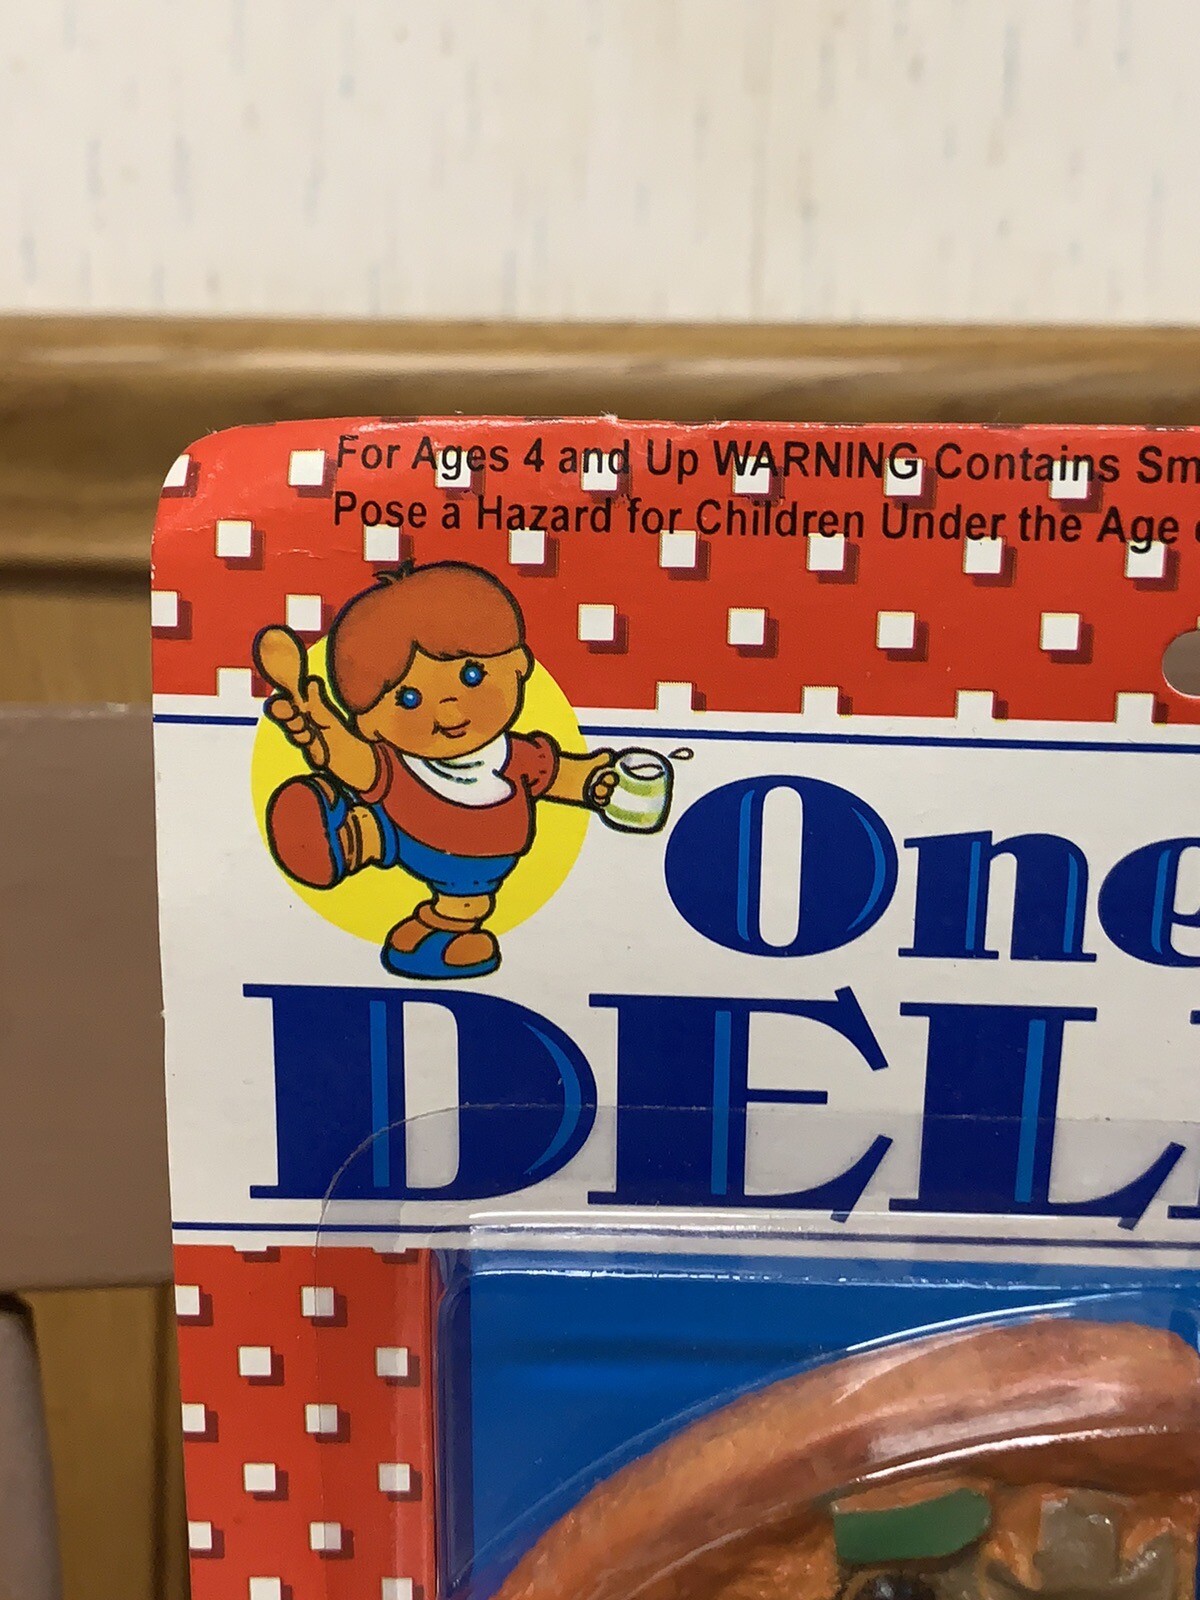 For Ages 4 and Up WARNING Contains Sm
Pose a Hazard for Children Under the Age
One
DEL